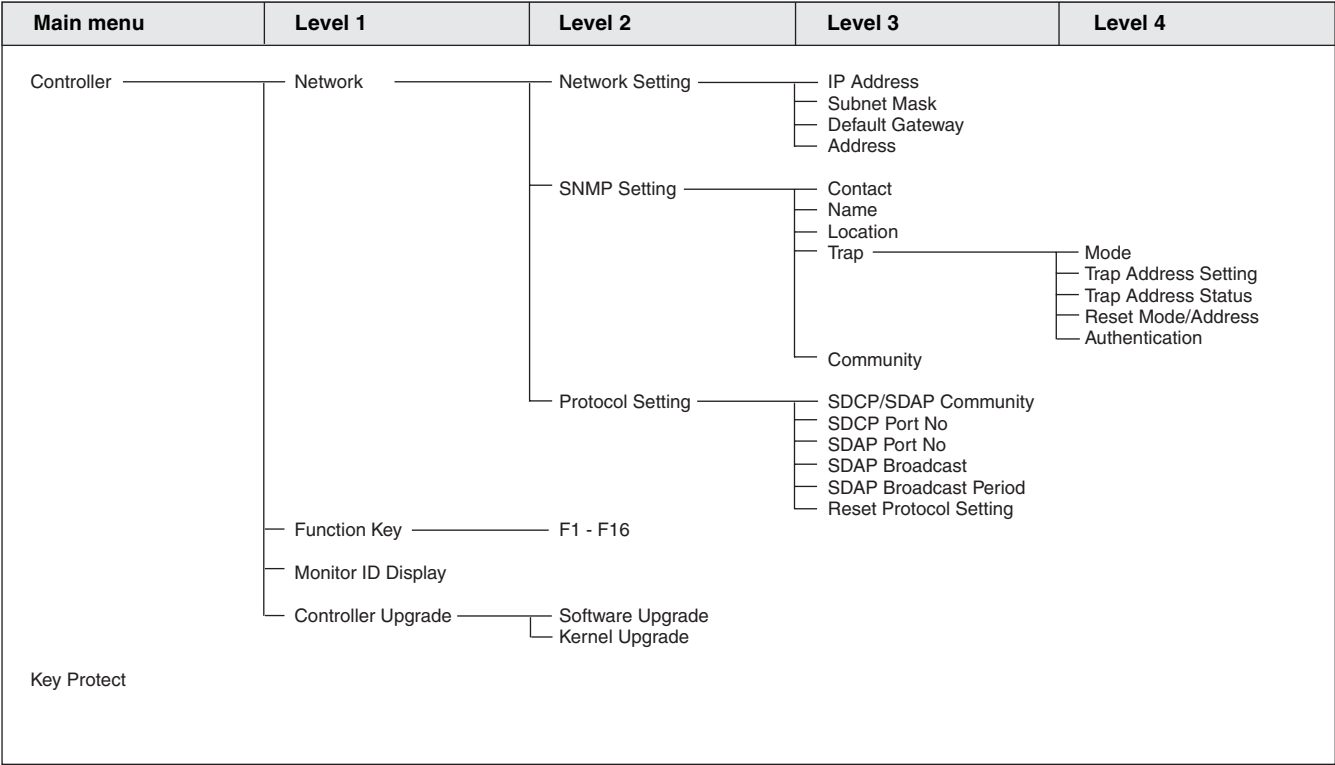 Main menu Level 1 Level 2 Level 3 Level 4
Controller Network Network Setting IP Address
Subnet Mask
Default Gateway
Address
SNMP Setting Contact
Name
Location
Trap Mode
Trap Address Setting
Trap Address Status
Reset Mode/Address
Authentication
Community
Protocol Setting SDCP/SDAP Community
SDCP Port No
SDAP Port No
SDAP Broadcast
SDAP Broadcast Period
Reset Protocol Setting
Function Key F1 - F16
Monitor ID Display
Controller Upgrade Software Upgrade
Kernel Upgrade
Key Protect